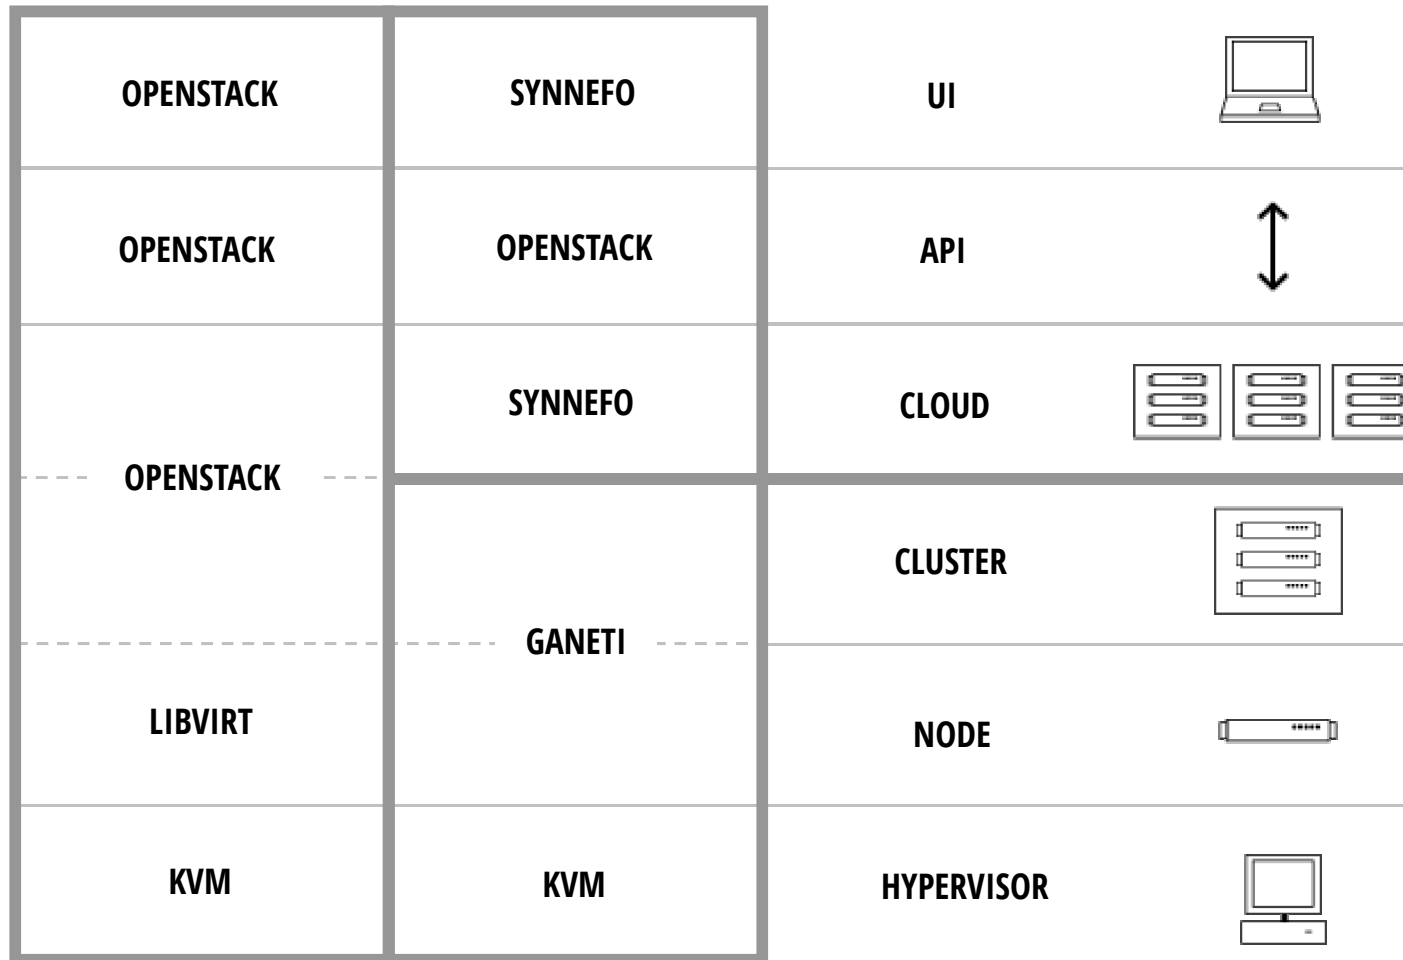 OPENSTACK SYNNEFO UI
OPENSTACK OPENSTACK API
SYNNEFO CLOUD
OPENSTACK
CLUSTER
GANETI
LIBVIRT NODE
KVM KVM HYPERVISOR